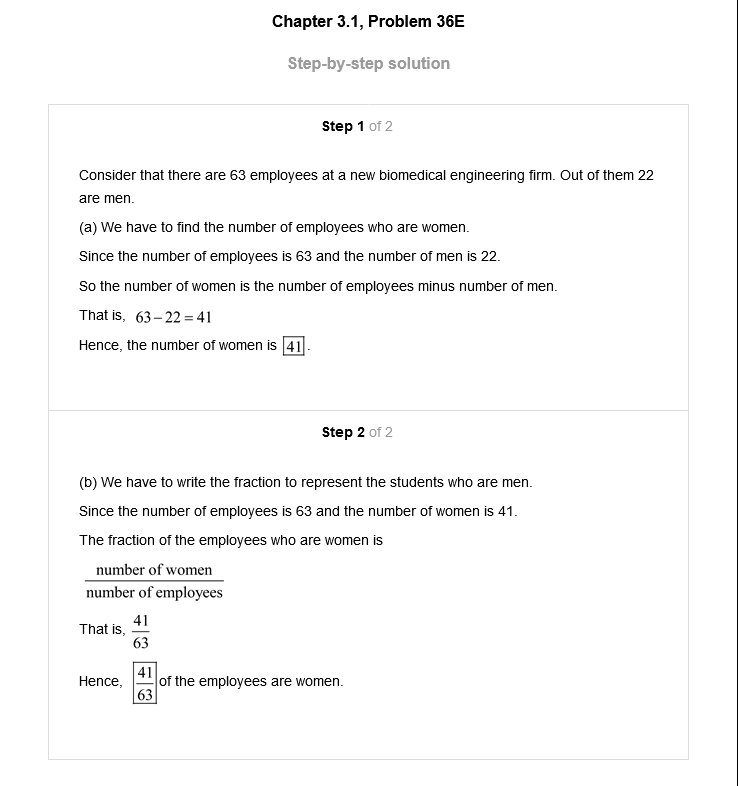 Chapter 3.1, Problem 36E
Step-by-step solution
Step 1 of 2
Consider that there are 63 employees at a new biomedical engineering firm. Out of them 22
are men.
(a) We have to find the number of employees who are women.
Since the number of employees is 63 and the number of men is 22.
So the number of women is the number of employees minus number of men.
That is, 63 – 22 = 41
Hence, the number of women is 41.
Step 2 of 2
(b) We have to write the fraction to represent the students who are men.
Since the number of employees is 63 and the number of women is 41.
The fraction of the employees who are women is
number of women
number of employees
That is, 41/63
Hence, 41/63 of the employees are women.